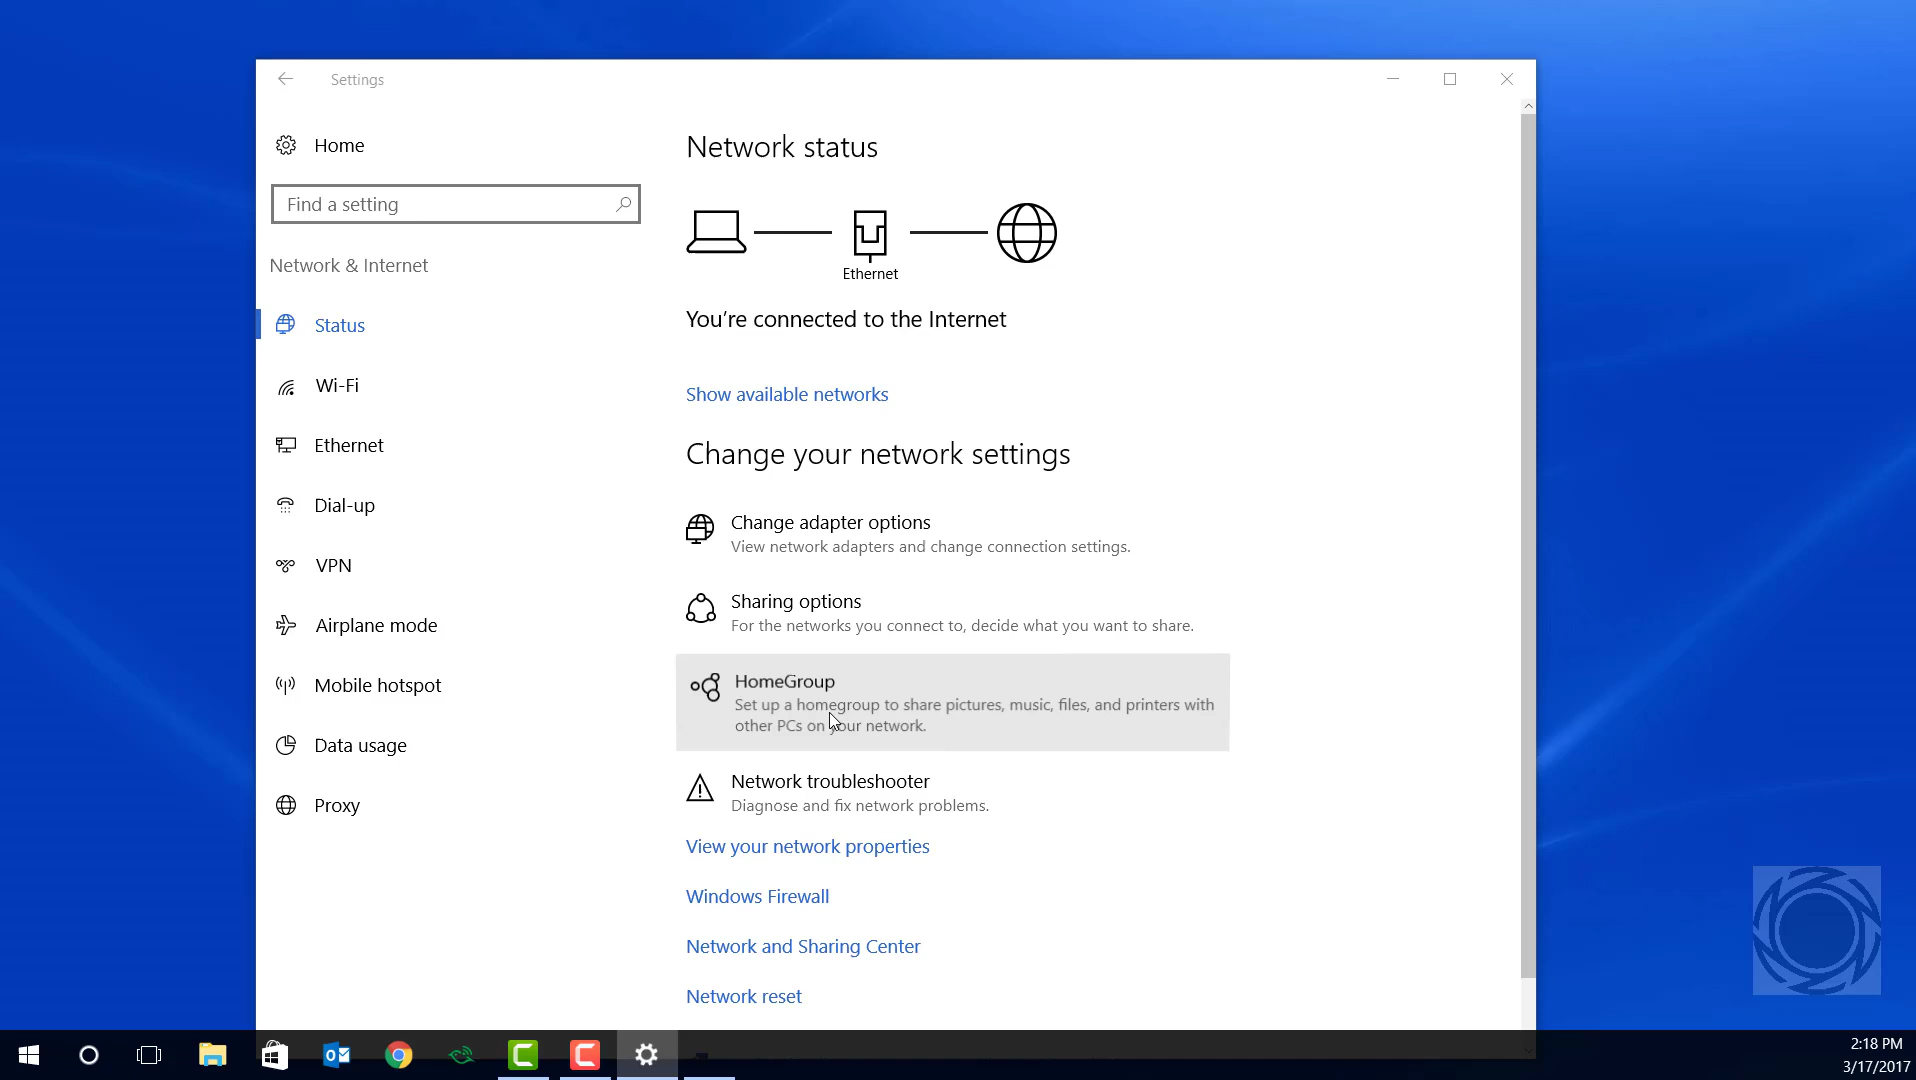 Settings
Home
Find a setting
Network & Internet
Status
Wi-Fi
Ethernet
Dial-up
VPN
Airplane mode
Mobile hotspot
Data usage
Proxy
Network status
Ethernet
You’re connected to the Internet
Show available networks
Change your network settings
Change adapter options
View network adapters and change connection settings.
Sharing options
For the networks you connect to, decide what you want to share.
HomeGroup
Set up a homegroup to share pictures, music, files, and printers with
other PCs on your network.
Network troubleshooter
Diagnose and fix network problems.
View your network properties
Windows Firewall
Network and Sharing Center
Network reset
2:18 PM
3/17/2017